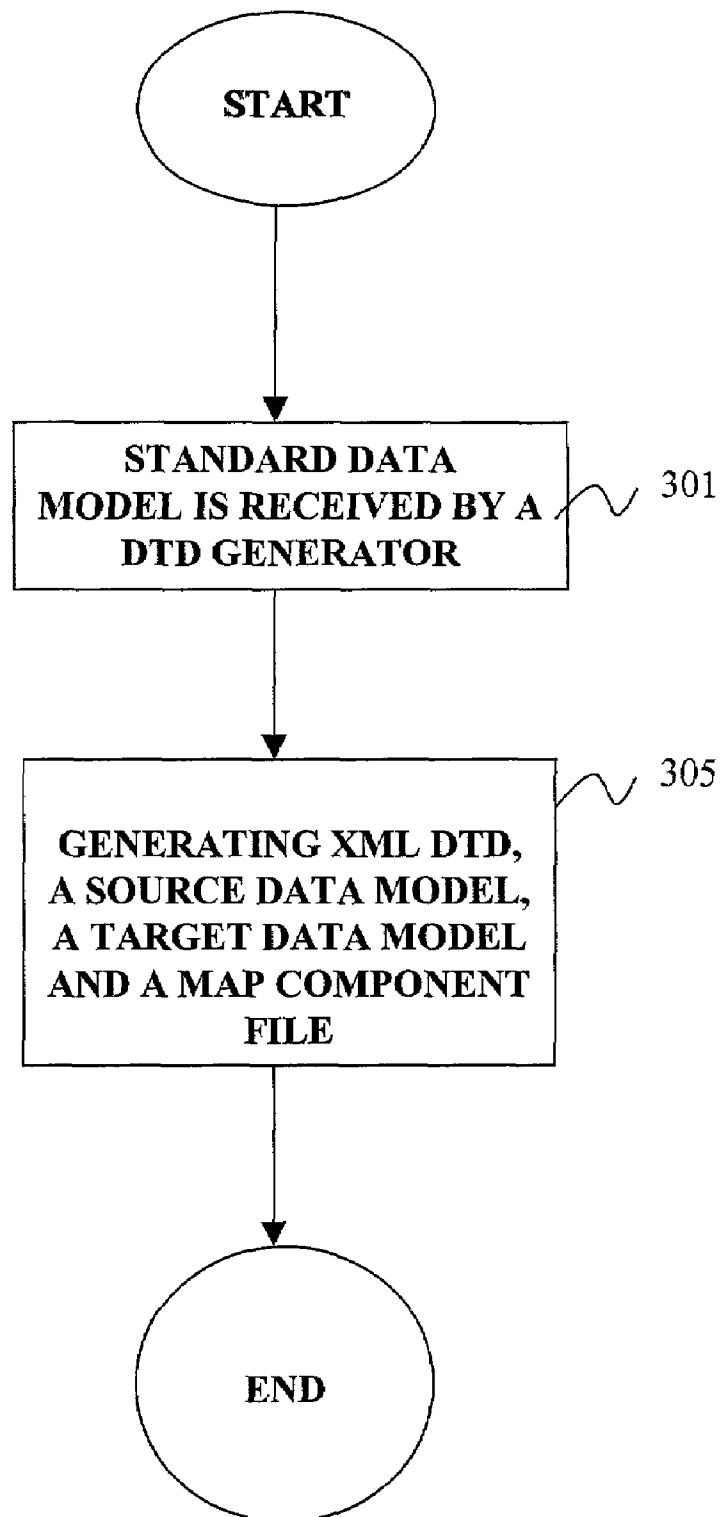 START
STANDARD DATA
MODEL IS RECEIVED BY A
DTD GENERATOR
301
305
GENERATING XML DTD,
A SOURCE DATA MODEL,
A TARGET DATA MODEL
AND A MAP COMPONENT
FILE
END